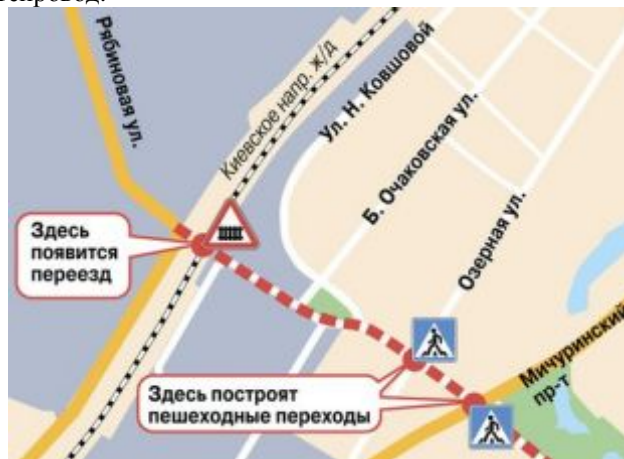 Рябиновая ул.
Киевское напр. ж/д
Ул. Н. Ковшовой
Б. Очаковская ул.
Озерная ул.
Здесь
появится
переезд
Мичуринский
пр-т
Здесь построят
пешеходные переходы